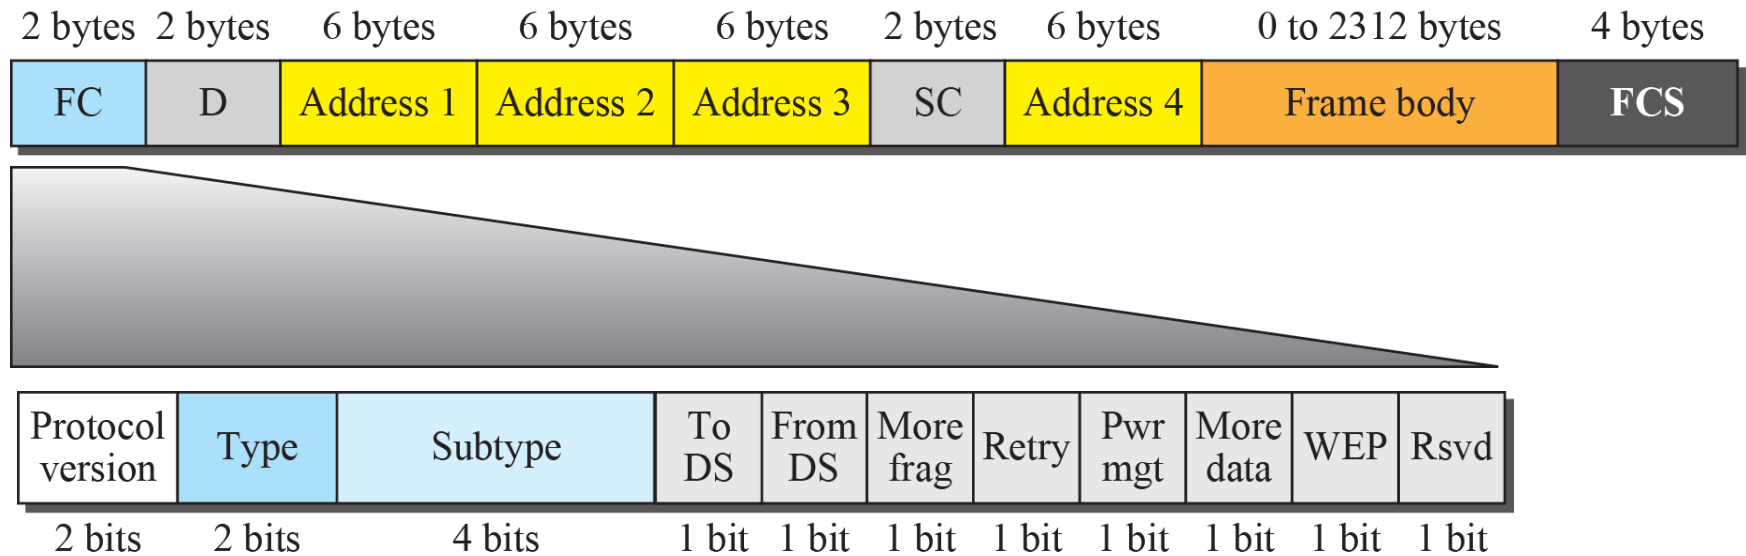 2 bytes 2 bytes 6 bytes 6 bytes 6 bytes 2 bytes 6 bytes 0 to 2312 bytes 4 bytes
FC D Address 1 Address 2 Address 3 SC Address 4 Frame body FCS
Protocol version Type Subtype To DS From DS More frag Retry Pwr mgt More data WEP Rsvd
2 bits 2 bits 4 bits 1 bit 1 bit 1 bit 1 bit 1 bit 1 bit 1 bit 1 bit